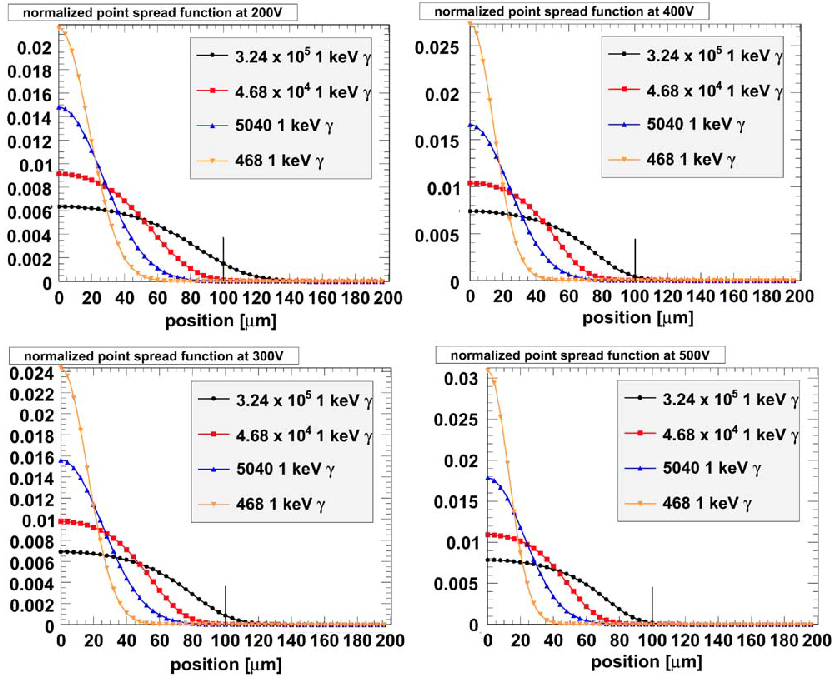 normalized point spread function at 200V
0.02
0.018
0.016
0.014
0.012
0.01
0.008
0.006
0.004
0.002
0
3.24 x 10⁵ 1 keV γ
4.68 x 10⁴ 1 keV γ
5040 1 keV γ
468 1 keV γ
0 20 40 60 80 100 120 140 160 180 200
position [µm]
normalized point spread function at 400V
0.025
0.02
0.015
0.01
0.005
0
3.24 x 10⁵ 1 keV γ
4.68 x 10⁴ 1 keV γ
5040 1 keV γ
468 1 keV γ
0 20 40 60 80 100 120 140 160 180 200
position [µm]
normalized point spread function at 300V
0.024
0.022
0.02
0.018
0.016
0.014
0.012
0.01
0.008
0.006
0.004
0.002
0
3.24 x 10⁵ 1 keV γ
4.68 x 10⁴ 1 keV γ
5040 1 keV γ
468 1 keV γ
0 20 40 60 80 100 120 140 160 180 200
position [µm]
normalized point spread function at 500V
0.03
0.025
0.02
0.015
0.01
0.005
0
3.24 x 10⁵ 1 keV γ
4.68 x 10⁴ 1 keV γ
5040 1 keV γ
468 1 keV γ
0 20 40 60 80 100 120 140 160 180 200
position [µm]